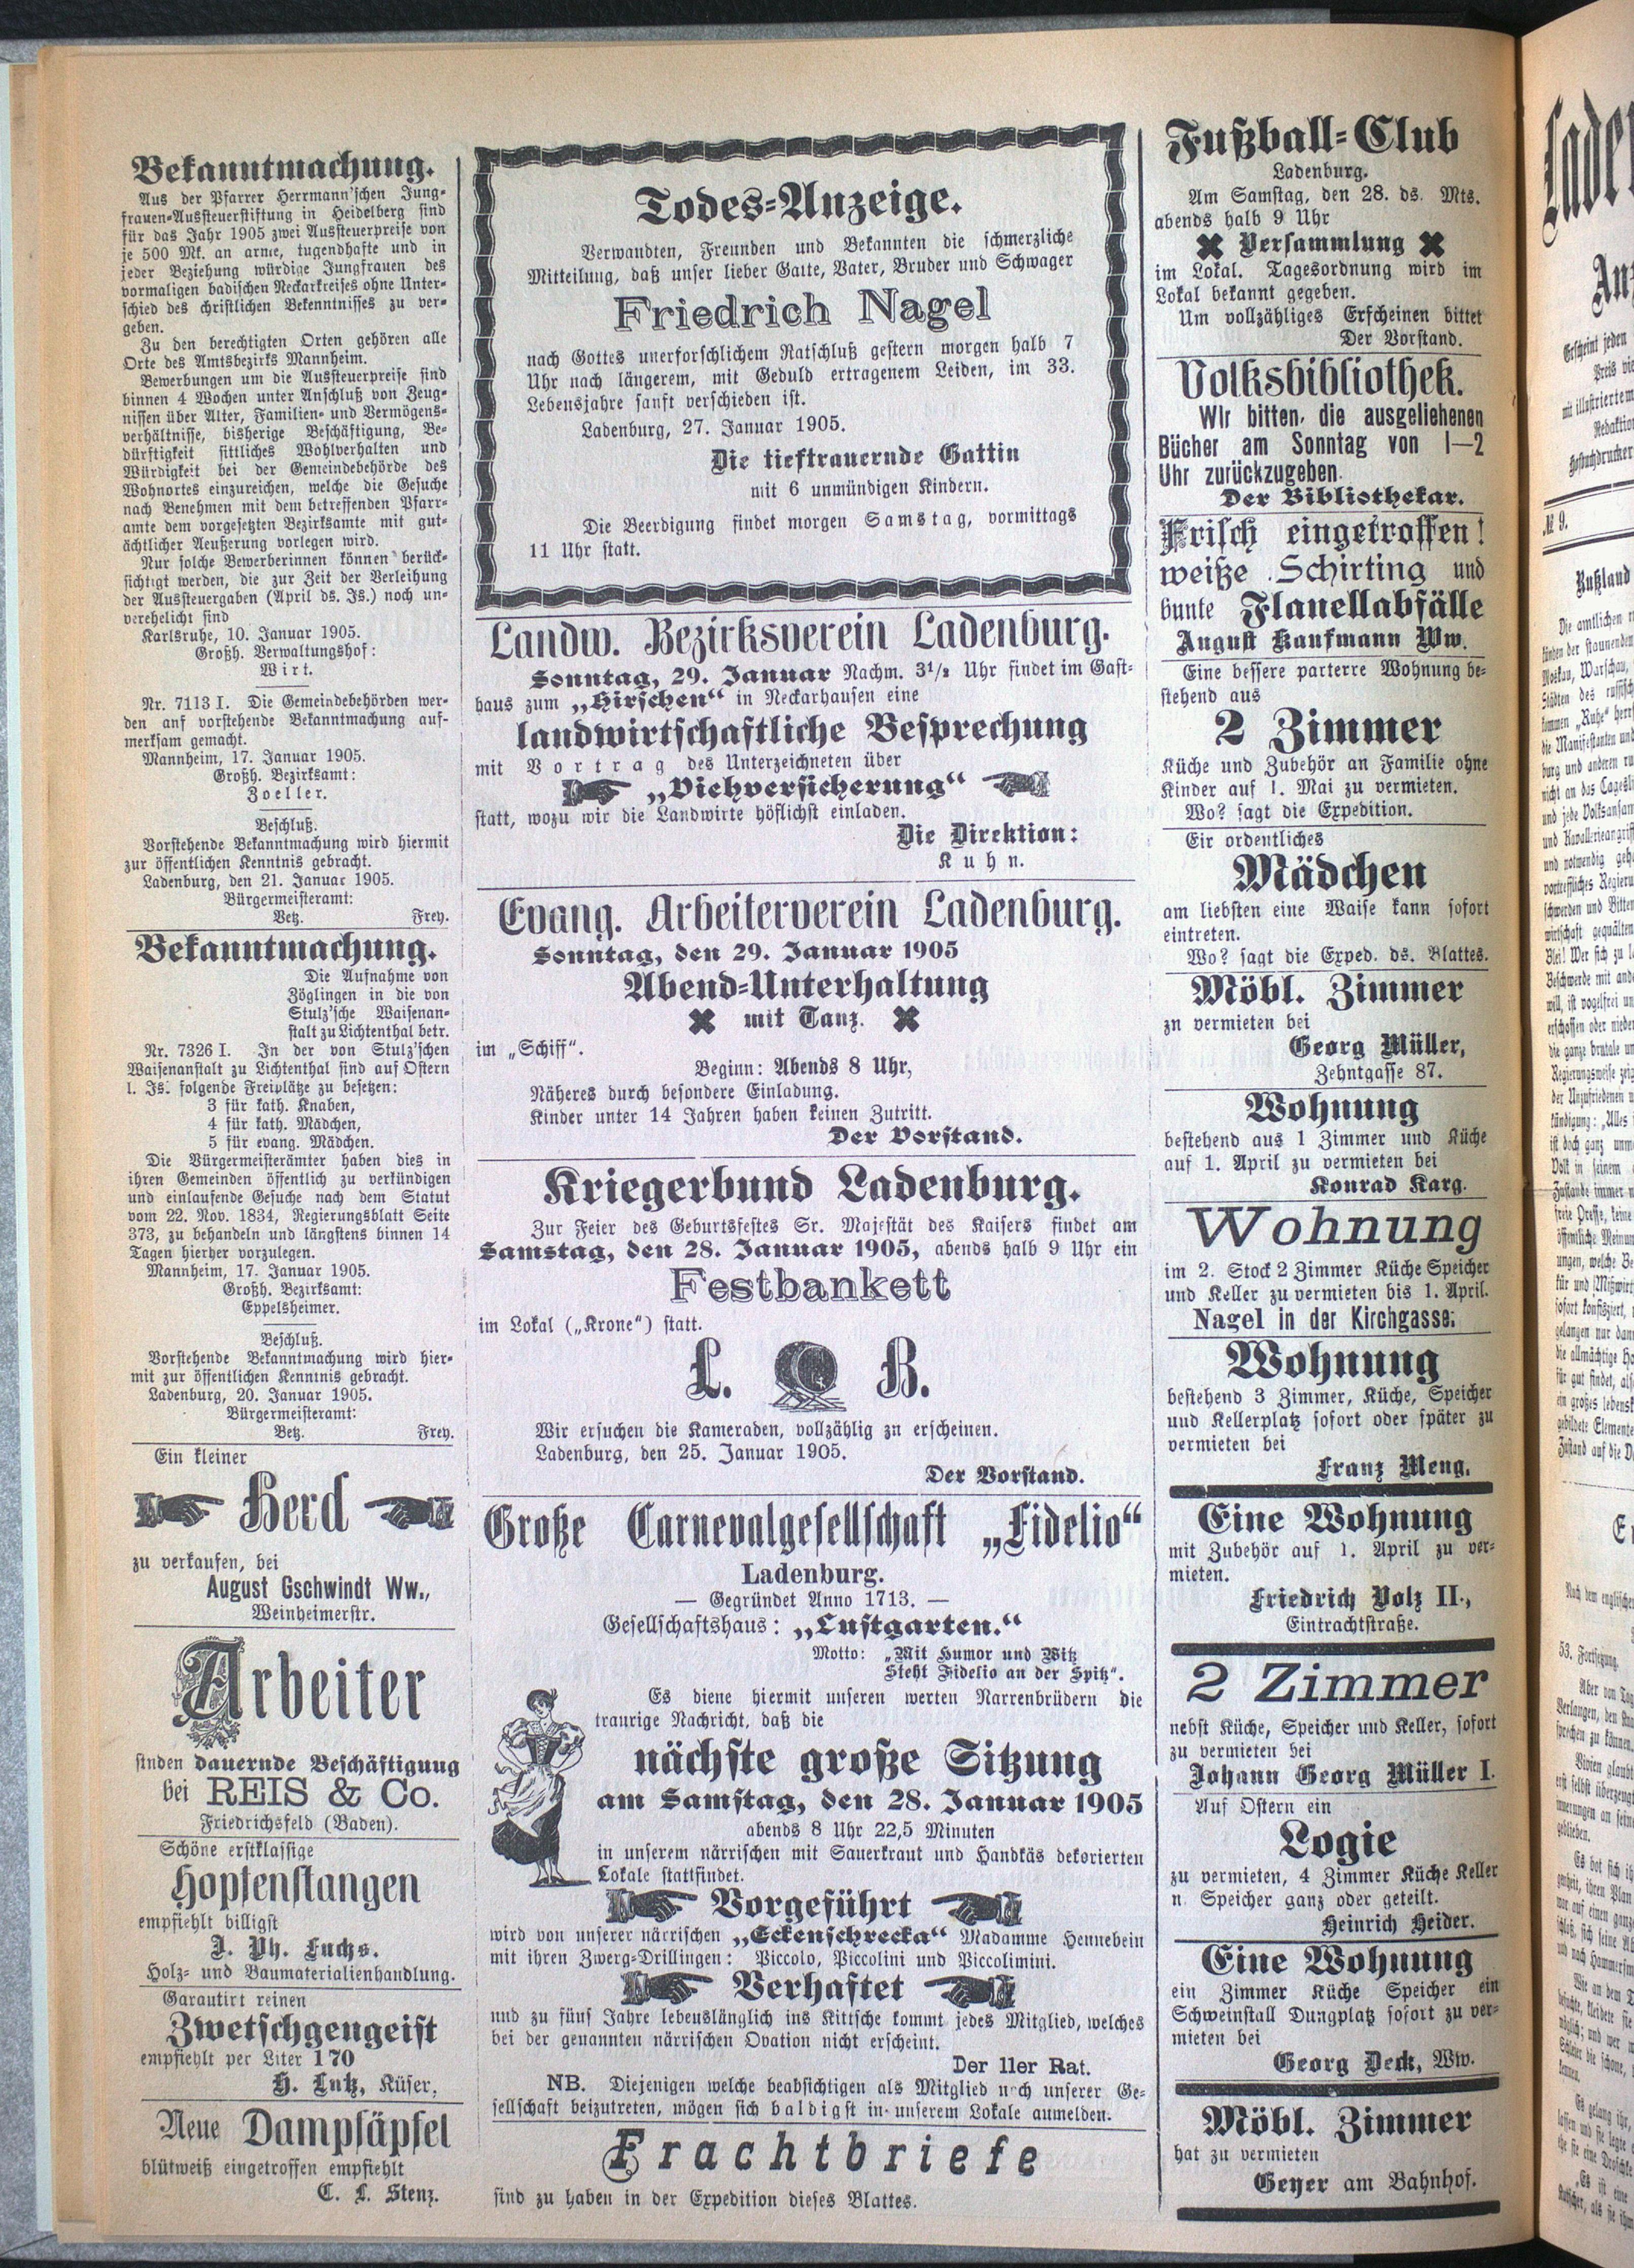 Bekanntmachung.
Aus der Pfarrer Herrmann'schen Jung-
frauen-Aussteuerstiftung in Heidelberg sind
für das Jahr 1905 zwei Aussteuerpreise von
je 500 Mk. an arme, tugendhafte und in
jeder Beziehung würdige Jungfrauen des
vormaligen badischen Neckarkreises ohne Unter-
schied des christlichen Bekenntnisses zu ver-
geben.
Zu den berechtigten Orten gehören alle
Orte des Amtsbezirks Mannheim.
Bewerbungen um die Aussteuerpreise sind
binnen 4 Wochen unter Anschluß von Zeug-
nissen über Alter, Familien- und Vermögens-
verhältnisse, bisherige Beschäftigung, Be-
dürftigkeit sittliches Wohlverhalten und
Würdigkeit bei der Gemeindebehörde des
Wohnortes einzureichen, welche die Gesuche
nach Benehmen mit dem betreffenden Pfarr-
amte dem vorgesetzten Bezirksamte mit gut-
ächtlicher Aeußerung vorlegen wird.
Nur solche Bewerberinnen können berück-
sichtigt werden, die zur Zeit der Verleihung
der Aussteuergaben (April ds. Js.) noch un-
verehelicht sind
Karlsruhe, 10. Januar 1905.
Großh. Verwaltungshof:
Wirt.
Nr. 7113 I. Die Gemeindebehörden wer-
den auf vorstehende Bekanntmachung auf-
merksam gemacht.
Mannheim, 17. Januar 1905.
Großh. Bezirksamt:
Zoeller.
Beschluß.
Vorstehende Bekanntmachung wird hiermit
zur öffentlichen Kenntnis gebracht.
Ladenburg, den 21. Januar 1905.
Bürgermeisteramt:
Betz. Frey.
Bekanntmachung.
Die Aufnahme von
Zöglingen in die von
Stulz'sche Waisenan-
stalt zu Lichtenthal betr.
Nr. 7326 I. In der von Stulz'schen
Waisenanstalt zu Lichtenthal sind auf Ostern
l. Js. folgende Freiplätze zu besetzen:
3 für kath. Knaben,
4 für kath. Mädchen,
5 für evang. Mädchen.
Die Bürgermeisterämter haben dies in
ihren Gemeinden öffentlich zu verkündigen
und einlaufende Gesuche nach dem Statut
vom 22. Nov. 1834, Regierungsblatt Seite
373, zu behandeln und längstens binnen 14
Tagen hierher vorzulegen.
Mannheim, 17. Januar 1905.
Großh. Bezirksamt:
Eppelsheimer.
Beschluß.
Vorstehende Bekanntmachung wird hier-
mit zur öffentlichen Kenntnis gebracht.
Ladenburg, 20. Januar 1905.
Bürgermeisteramt:
Betz. Frey.
Ein kleiner
Herd
zu verkaufen, bei
August Gschwindt Ww.,
Weinheimerstr.
Arbeiter
finden dauernde Beschäftigung
bei REIS & Co.
Friedrichsfeld (Baden).
Schöne erstklassige
Hopfenstangen
empfiehlt billigst
J. Ph. Fuchs.
Holz- und Baumaterialienhandlung.
Garautirt reinen
Zwetschgengeist
empfiehlt per Liter 1 70
H. Lutz, Küfer,
Neue Dampfäpfel
blütweiß eingetroffen empfiehlt
C. L. Stenz.
Todes-Anzeige.
Verwandten, Freunden und Bekannten die schmerzliche
Mitteilung, daß unser lieber Gatte, Vater, Bruder und Schwager
Friedrich Nagel
nach Gottes unerforschlichem Ratschluß gestern morgen halb 7
Uhr nach längerem, mit Geduld ertragenem Leiden, im 33.
Lebensjahre sanft verschieden ist.
Ladenburg, 27. Januar 1905.
Die tieftrauernde Gattin
mit 6 unmündigen Kindern.
Die Beerdigung findet morgen Samstag, vormittags
11 Uhr statt.
Landw. Bezirksverein Ladenburg.
Sonntag, 29. Januar Nachm. 3½ Uhr findet im Gast-
haus zum „Hirschen“ in Neckarhausen eine
landwirtschaftliche Besprechung
mit Vortrag des Unterzeichneten über
„Viehversicherung“
statt, wozu wir die Landwirte höflichst einladen.
Die Direktion:
Kuhn.
Evang. Arbeiterverein Ladenburg.
Sonntag, den 29. Januar 1905
Abend-Unterhaltung
mit Tanz.
im „Schiff“.
Beginn: Abends 8 Uhr,
Näheres durch besondere Einladung.
Kinder unter 14 Jahren haben keinen Zutritt.
Der Vorstand.
Kriegerbund Ladenburg.
Zur Feier des Geburtsfestes Sr. Majestät des Kaisers findet am
Samstag, den 28. Januar 1905, abends halb 9 Uhr ein
Festbankett
im Lokal („Krone“) statt.
L. B.
Wir ersuchen die Kameraden, vollzählig zu erscheinen.
Ladenburg, den 25. Januar 1905.
Der Vorstand.
Große Carnevalgesellschaft „Fidelio“
Ladenburg.
— Gegründet Anno 1713. —
Gesellschaftshaus: „Lustgarten.“
Motto: „Mit Humor und Witz
Steht Fidelio an der Spitz“.
Es diene hiermit unseren werten Narrenbrüdern die
traurige Nachricht, daß die
nächste große Sitzung
am Samstag, den 28. Januar 1905
abends 8 Uhr 22,5 Minuten
in unserem närrischen mit Sauerkraut und Handkäs dekorierten
Lokale stattfindet.
Vorgeführt
wird von unserer närrischen „Eckenschrecka“ Madamme Hennebein
mit ihren Zwerg-Drillingen: Piccolo, Piccolini und Piccolimini.
Verhaftet
und zu fünf Jahre lebenslänglich ins Kittsche kommt jedes Mitglied, welches
bei der genannten närrischen Ovation nicht erscheint.
Der 11er Rat.
NB. Diejenigen welche beabsichtigen als Mitglied nach unserer Ge-
sellschaft beizutreten, mögen sich baldigst in unserem Lokale anmelden.
Frachtbriefe
sind zu haben in der Expedition dieses Blattes.
Fußball-Club
Ladenburg.
Am Samstag, den 28. ds. Mts.
abends halb 9 Uhr
Versammlung
im Lokal. Tagesordnung wird im
Lokal bekannt gegeben.
Um vollzähliges Erscheinen bittet
Der Vorstand.
Volksbibliothek.
Wir bitten, die ausgeliehenen
Bücher am Sonntag von 1—2
Uhr zurückzugeben.
Der Bibliothekar.
Frisch eingetroffen!
weiße Schirting und
bunte Flanellabfälle
August Kaufmann Ww.
Eine bessere parterre Wohnung be-
stehend aus
2 Zimmer
Küche und Zubehör an Familie ohne
Kinder auf 1. Mai zu vermieten.
Wo? sagt die Expedition.
Eir ordentliches
Mädchen
am liebsten eine Waise kann sofort
eintreten.
Wo? sagt die Exped. ds. Blattes.
Möbl. Zimmer
zu vermieten bei
Georg Müller,
Zehntgasse 87.
Wohnung
bestehend aus 1 Zimmer und Küche
auf 1. April zu vermieten bei
Konrad Karg.
Wohnung
im 2. Stock 2 Zimmer Küche Speicher
und Keller zu vermieten bis 1. April.
Nagel in der Kirchgasse.
Wohnung
bestehend 3 Zimmer, Küche, Speicher
und Kellerplatz sofort oder später zu
vermieten bei
Franz Meng.
Eine Wohnung
mit Zubehör auf 1. April zu ver-
mieten.
Friedrich Volz II.,
Eintrachtstraße.
2 Zimmer
nebst Küche, Speicher und Keller, sofort
zu vermieten bei
Johann Georg Müller I.
Auf Ostern ein
Logie
zu vermieten, 4 Zimmer Küche Keller
n. Speicher ganz oder geteilt.
Heinrich Heider.
Eine Wohnung
ein Zimmer Küche Speicher ein
Schweinstall Dungplatz sofort zu ver-
mieten bei
Georg Deck, Ww.
Möbl. Zimmer
hat zu vermieten
Geyer am Bahnhof.
№ 9.
Rußland
53. Fortsetzung.